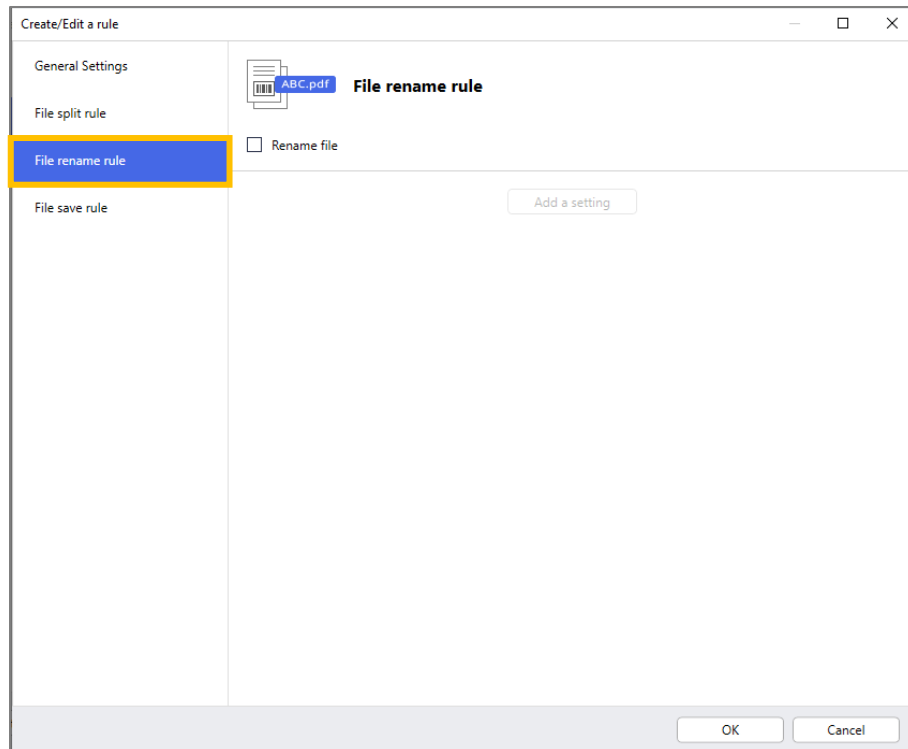 Create/Edit a rule
General Settings
File split rule
File rename rule
File save rule
ABC.pdf
File rename rule
Rename file
Add a setting
OK
Cancel